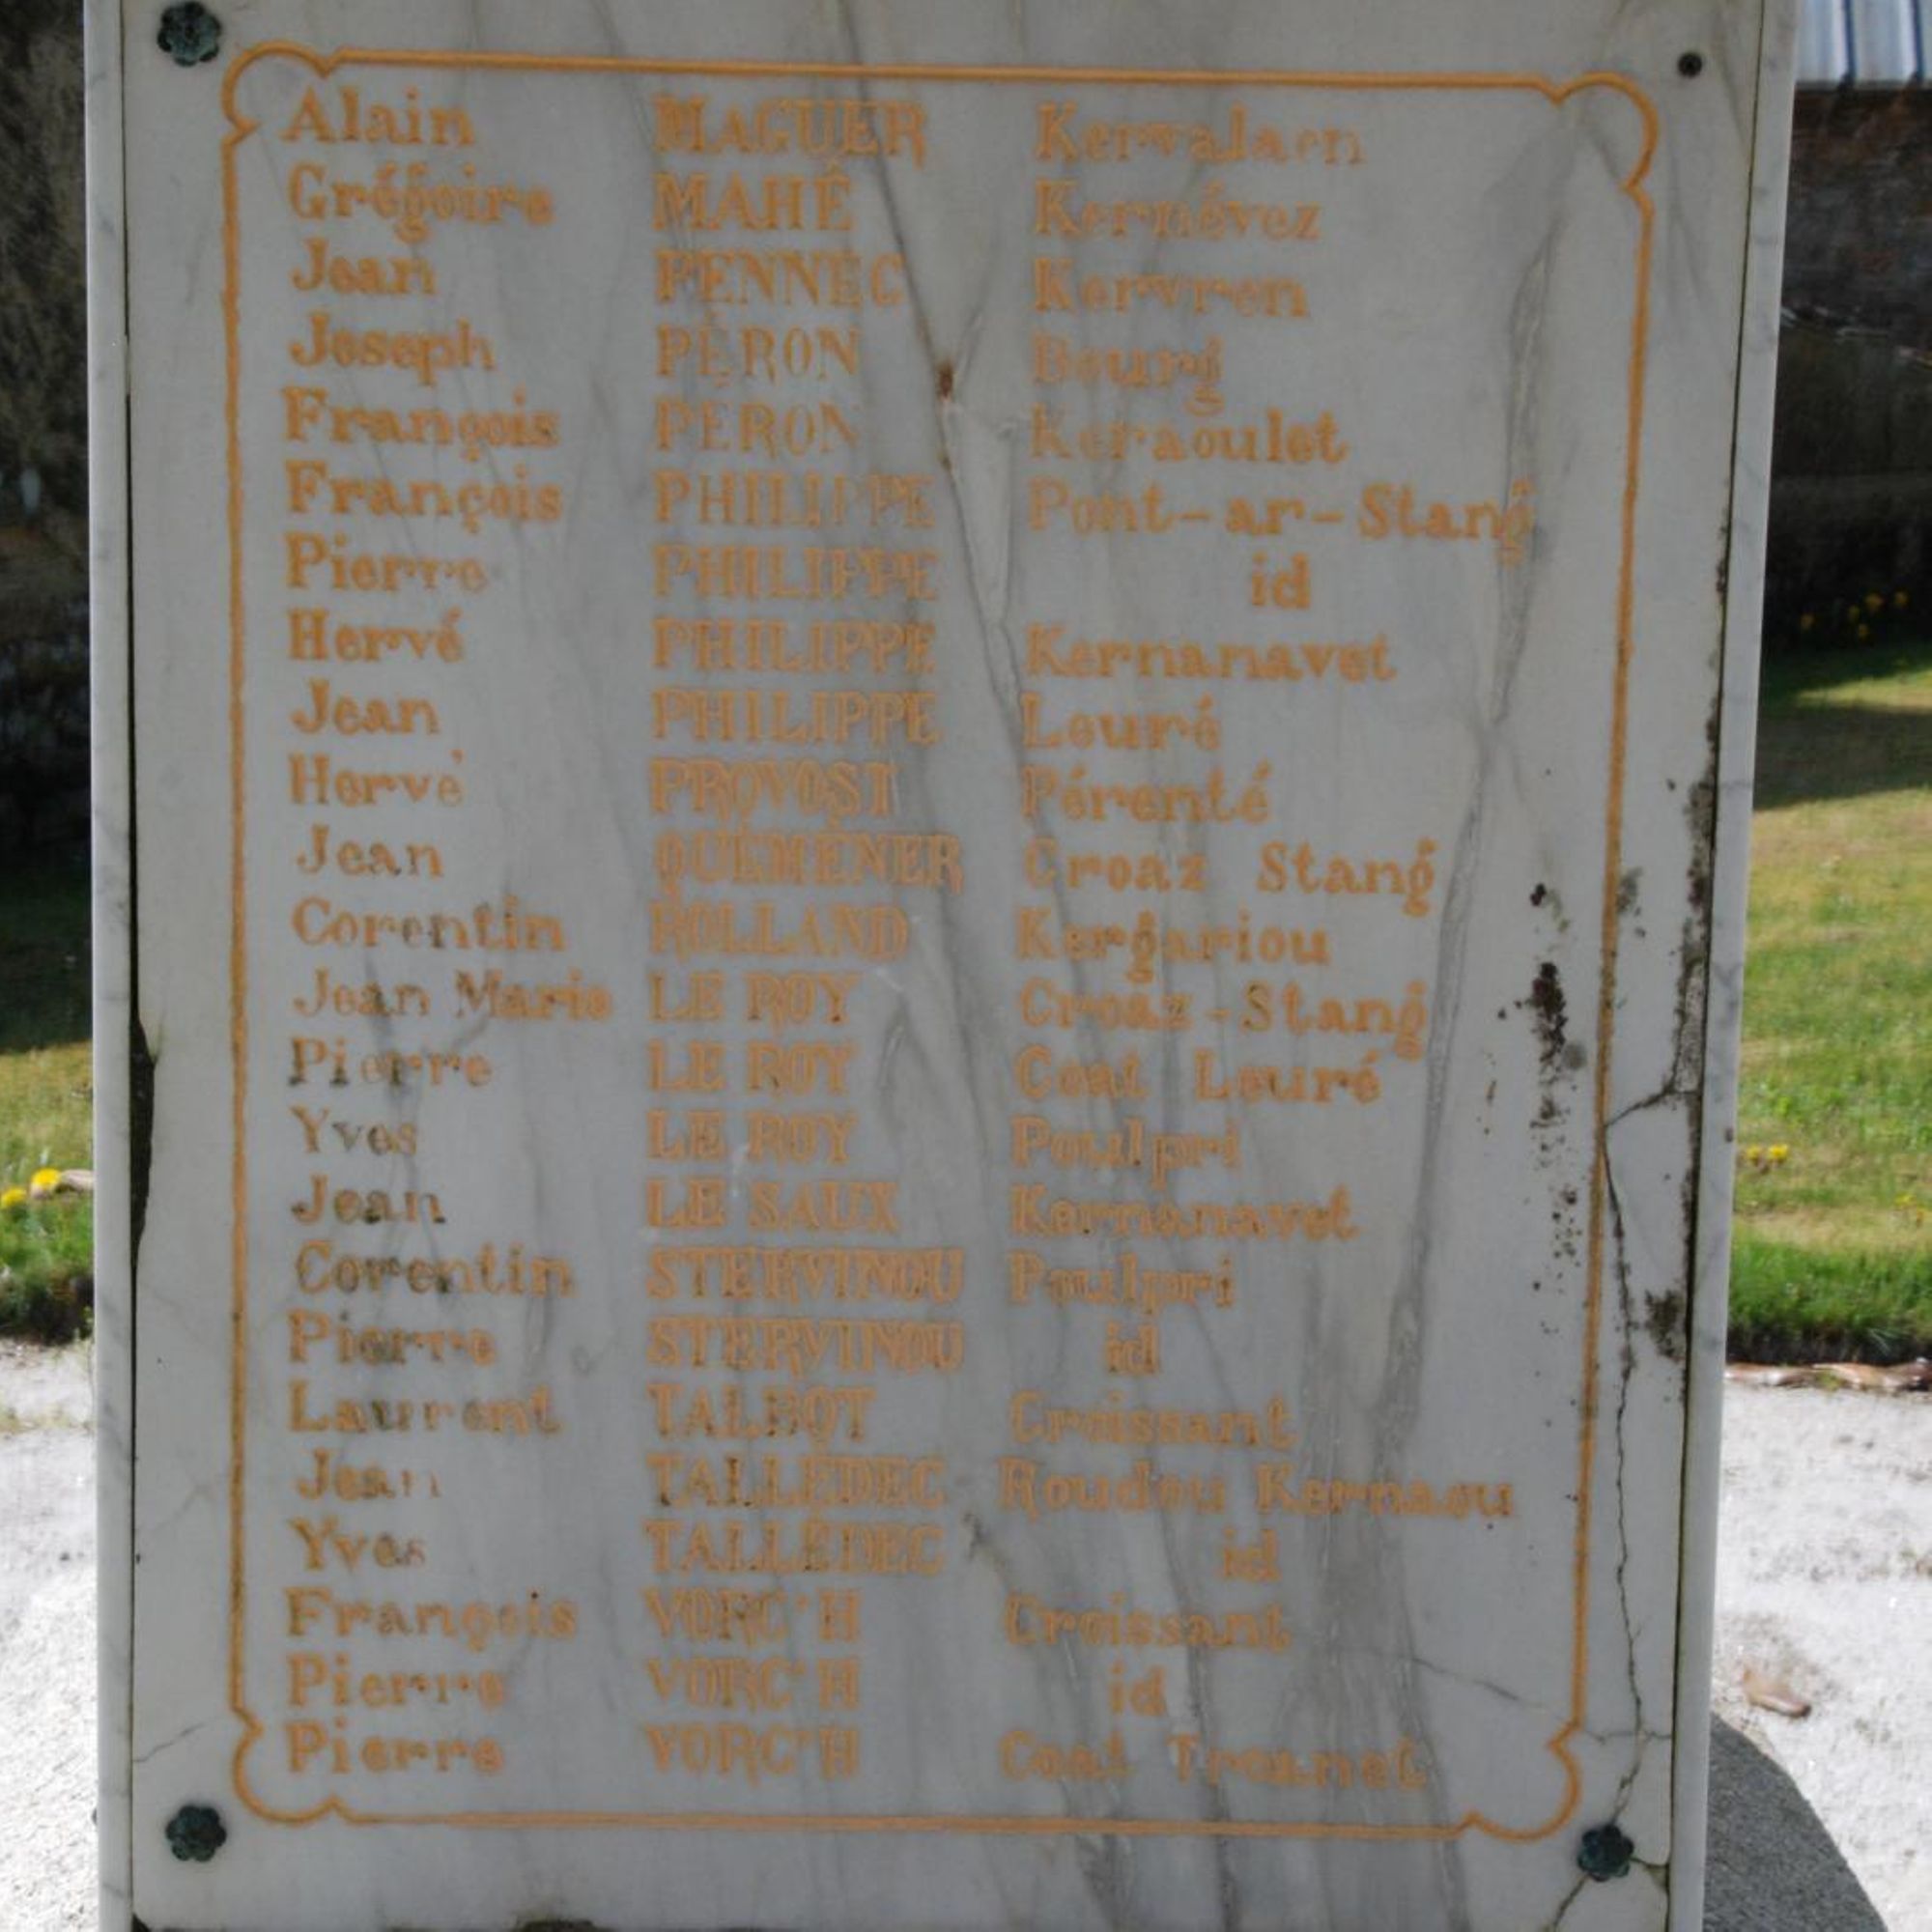 Alain MAGUER Kervalaen
Grégoire MAHÉ Kernévez
Jean PENNEC Kervren
Joseph PÉRON Bourg
François PÉRON Keraoulet
François PHILIPPE Pont-ar-Stang
Pierre PHILIPPE id
Hervé PHILIPPE Kernanavet
Jean PHILIPPE Leuré
Hervé PROVOST Pérenté
Jean QUÉMÉNER Croaz Stang
Corentin ROLLAND Kergariou
Jean Marie LE ROY Croaz-Stang
Pierre LE ROY Coat Leuré
Yves LE ROY Poulpri
Jean LE SAUX Kernanavet
Corentin STERVINOU Poulpri
Pierre STERVINOU id
Laurent TALBOT Croissant
Jean TALLÉDEC Roudou Kernaou
Yves TALLÉDEC id
François VORC'H Croissant
Pierre VORC'H id
Pierre VORC'H Coat Tréanet